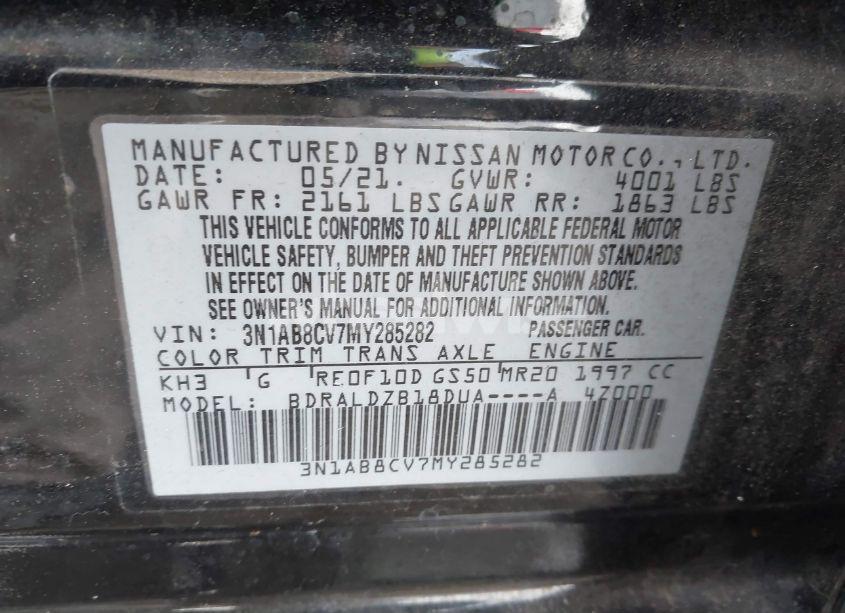 MANUFACTURED BY NISSAN MOTOR CO., LTD.
DATE: 05/21. GVWR: 4001 LBS
GAWR FR: 2161 LBS GAWR RR: 1863 LBS
THIS VEHICLE CONFORMS TO ALL APPLICABLE FEDERAL MOTOR
VEHICLE SAFETY, BUMPER AND THEFT PREVENTION STANDARDS
IN EFFECT ON THE DATE OF MANUFACTURE SHOWN ABOVE.
SEE OWNER'S MANUAL FOR ADDITIONAL INFORMATION.
VIN: 3N1AB8CV7MY285282 PASSENGER CAR.
COLOR TRIM TRANS AXLE ENGINE
KH3 G RE0F10D GS50 MR20 1997 CC
MODEL: BDRALDZB18DUA----A 4Z000
3N1AB8CV7MY285282